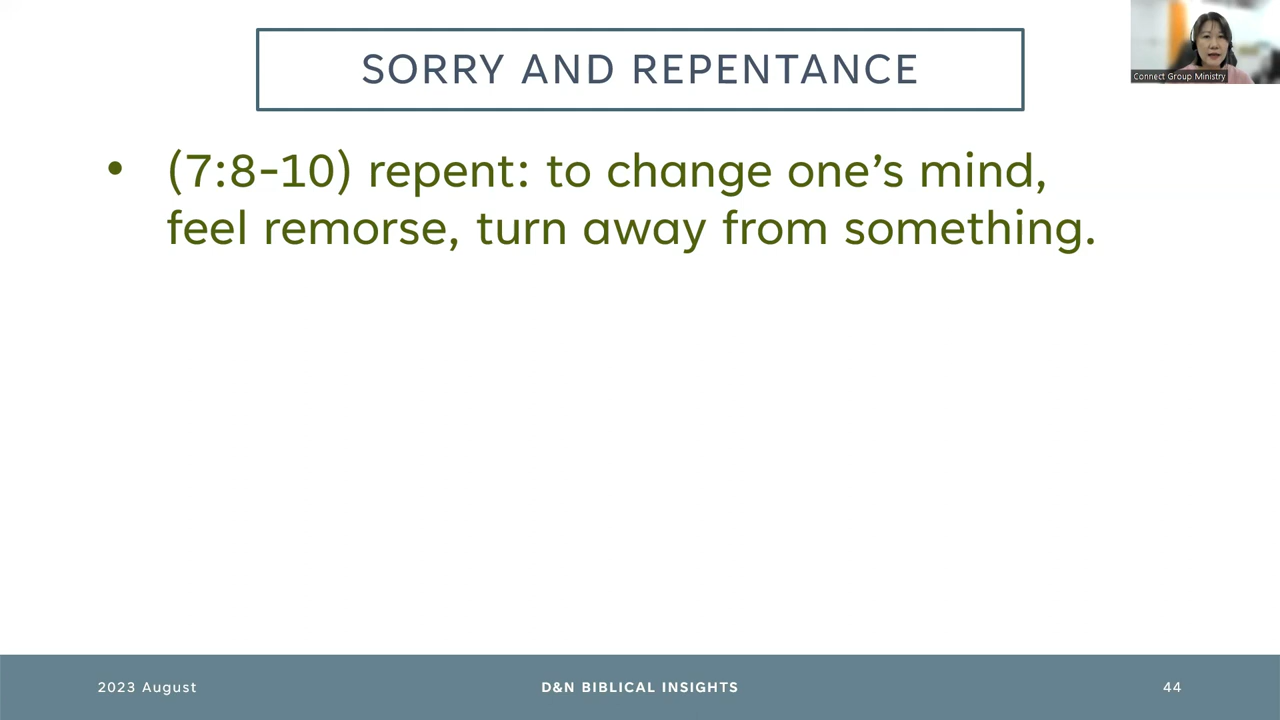 SORRY AND REPENTANCE
Connect Group Ministry
• (7:8-10) repent: to change one’s mind,
feel remorse, turn away from something.
2023 August
D&N BIBLICAL INSIGHTS
44